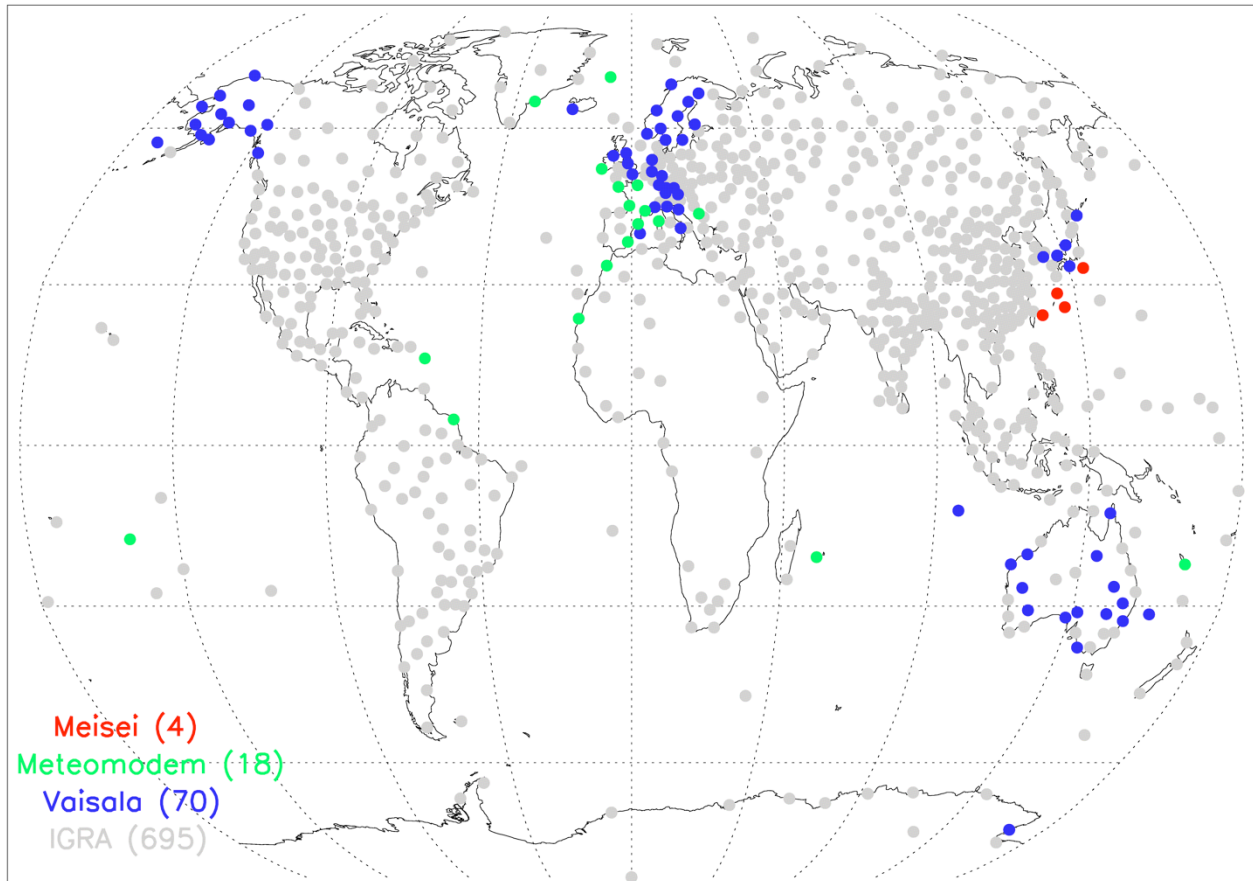 Meisei (4)
Meteomodem (18)
Vaisala (70)
IGRA (695)